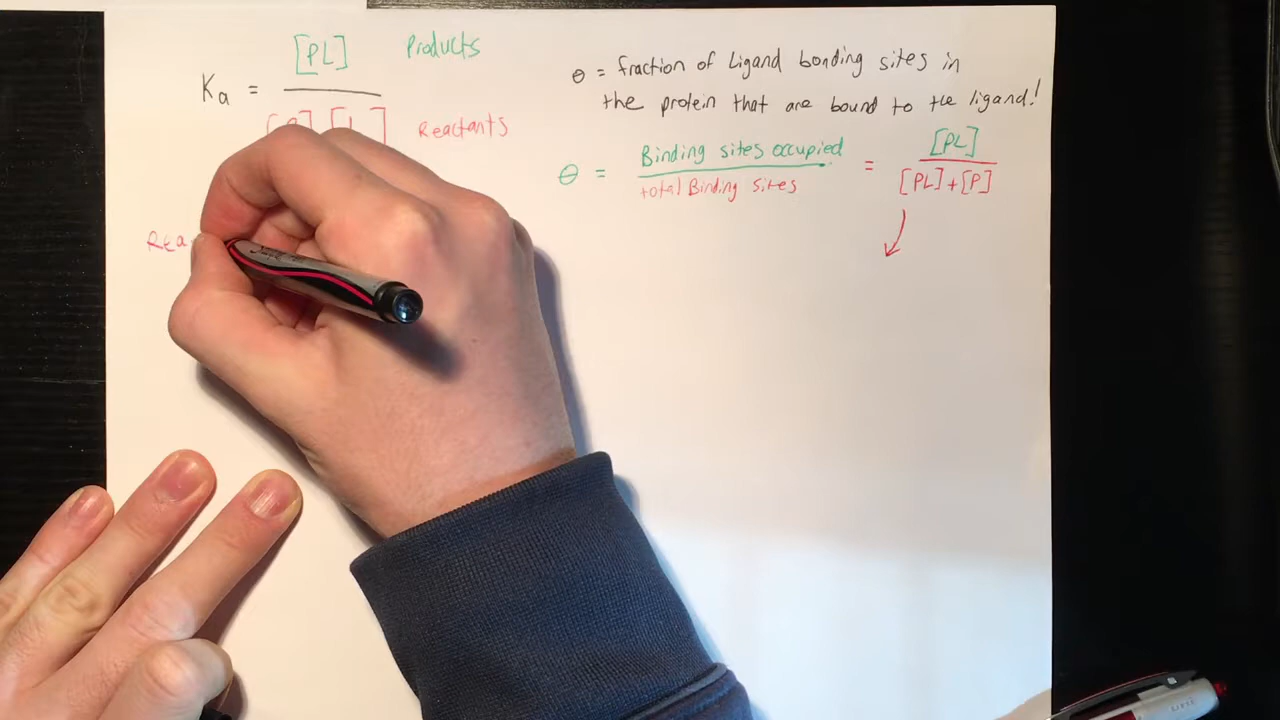 [PL] Products
Ka =
[L] Reactants
Rea
θ = fraction of Ligand bonding sites in
the protein that are bound to the ligand!
θ = Binding sites occupied = [PL]
total Binding sites [PL]+[P]